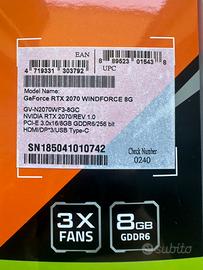 EAN
4 719331 303792
8 89523 01543 8
UPC
Model Name:
GeForce RTX 2070 WINDFORCE 8G
GV-N2070WF3-8GC
NVIDIA RTX 2070/REV 1.0
PCI-E 3.0x16/8GB GDDR6/256 bit
HDMI/DP*3/USB Type-C
SN185041010742
Check Number
0240
3X
FANS
8GB
GDDR6
subito